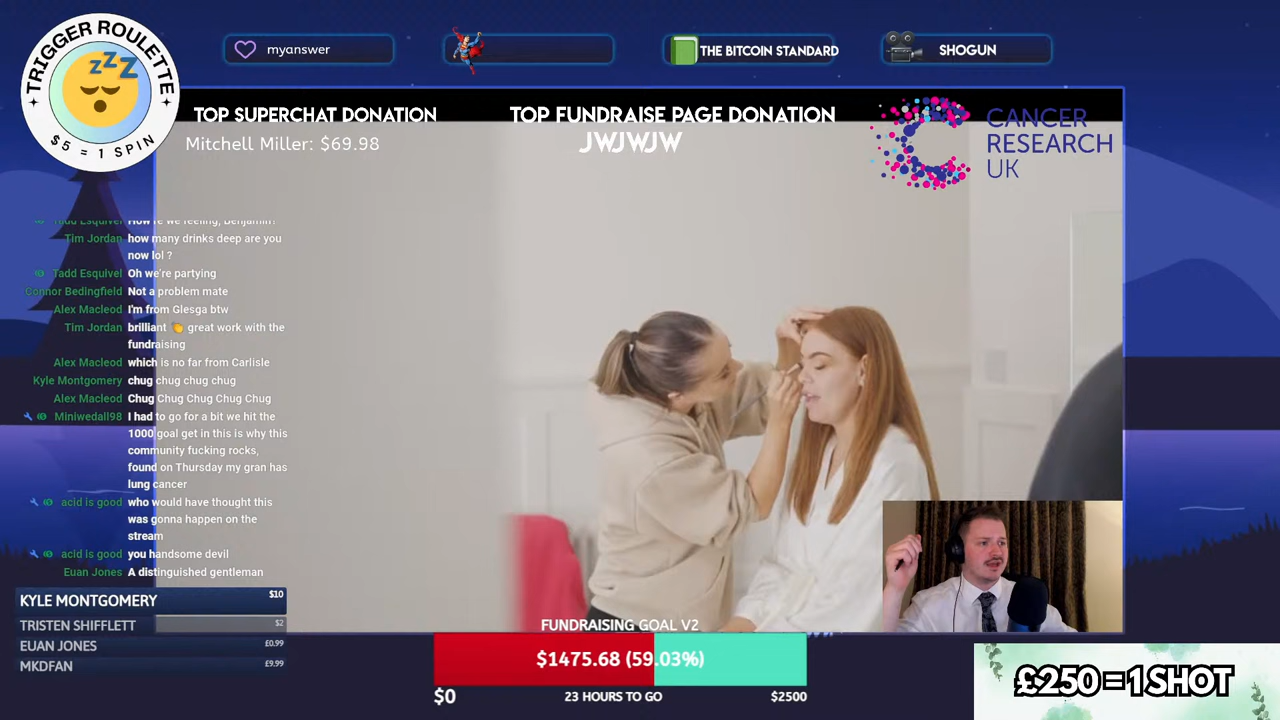 TRIGGER ROULETTE
zzz
$5 = 1 SPIN
myanswer
THE BITCOIN STANDARD
SHOGUN
TOP SUPERCHAT DONATION
Mitchell Miller: $69.98
TOP FUNDRAISE PAGE DONATION
JWJWJW
CANCER
RESEARCH
UK
Tadd Esquivel How're we feeling, Benjamin?
Tim Jordan how many drinks deep are you
now lol ?
Tadd Esquivel Oh we're partying
Connor Bedingfield Not a problem mate
Alex Macleod I'm from Glesga btw
Tim Jordan brilliant 👏 great work with the
fundraising
Alex Macleod which is no far from Carlisle
Kyle Montgomery chug chug chug chug
Alex Macleod Chug Chug Chug Chug Chug
Miniwedall98 I had to go for a bit we hit the
1000 goal get in this is why this
community fucking rocks,
found on Thursday my gran has
lung cancer
acid is good who would have thought this
was gonna happen on the
stream
acid is good you handsome devil
Euan Jones A distinguished gentleman
KYLE MONTGOMERY $10
TRISTEN SHIFFLETT $2
EUAN JONES £0.99
MKDFAN £9.99
FUNDRAISING GOAL V2
$1475.68 (59.03%)
$0 23 HOURS TO GO $2500
£250 = 1 SHOT